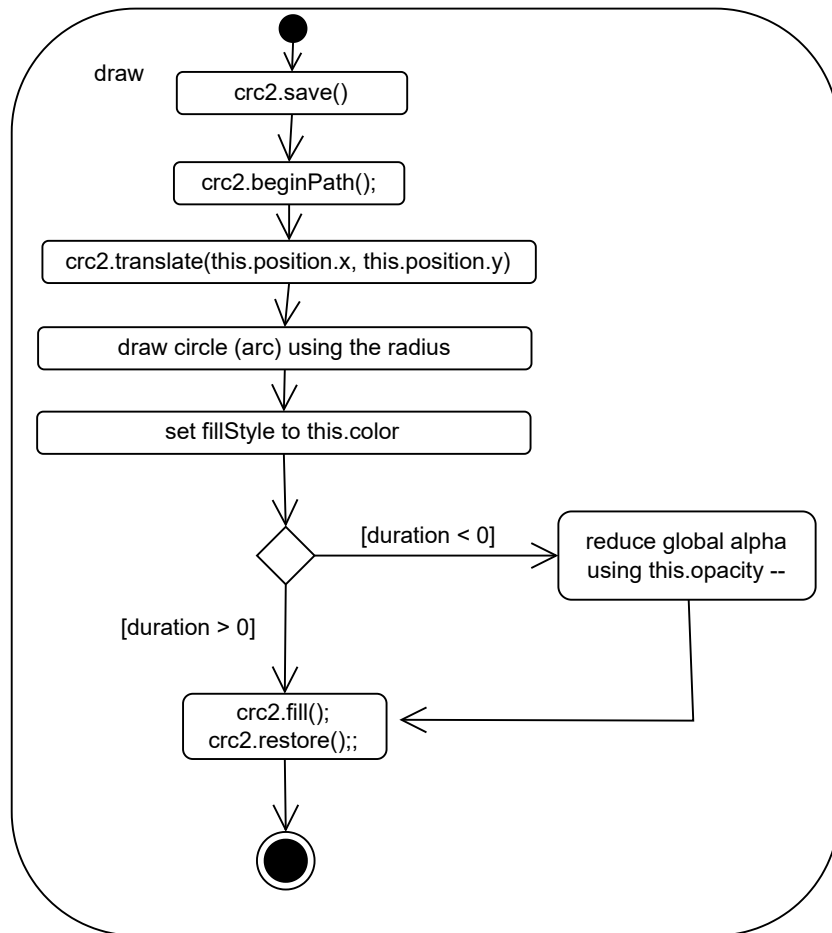 draw
crc2.save()
crc2.beginPath();
crc2.translate(this.position.x, this.position.y)
draw circle (arc) using the radius
set fillStyle to this.color
[duration < 0]
reduce global alpha
using this.opacity --
[duration > 0]
crc2.fill();
crc2.restore();;